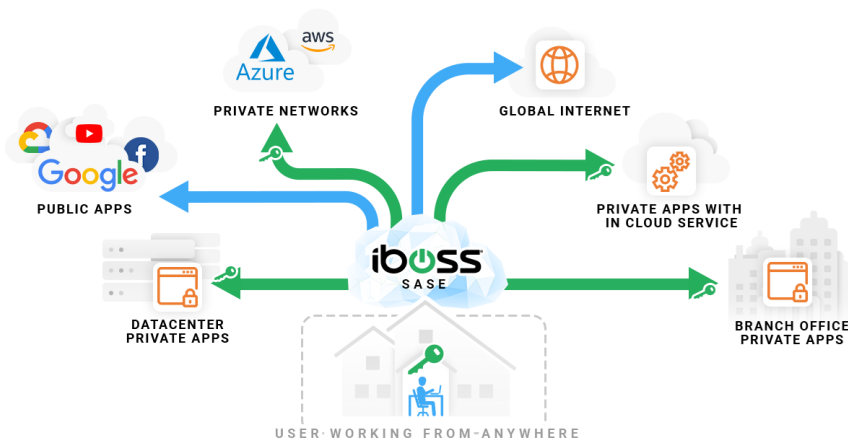 aws
Azure
PRIVATE NETWORKS
GLOBAL INTERNET
f
Google
PUBLIC APPS
PRIVATE APPS WITH
IN CLOUD SERVICE
iboss
SASE
DATACENTER
PRIVATE APPS
BRANCH OFFICE
PRIVATE APPS
USER WORKING FROM-ANYWHERE